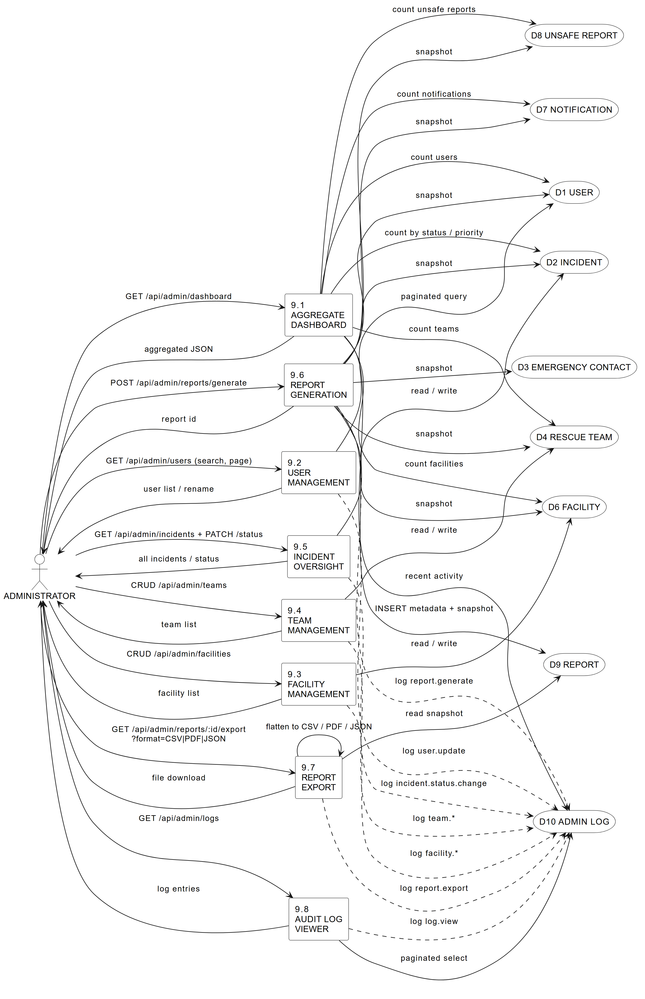 count unsafe reports
D8 UNSAFE REPORT
snapshot
count notifications
D7 NOTIFICATION
snapshot
count users
D1 USER
snapshot
count by status / priority
D2 INCIDENT
snapshot
GET /api/admin/dashboard
9.1
AGGREGATE
DASHBOARD
paginated query
count teams
aggregated JSON
D3 EMERGENCY CONTACT
snapshot
POST /api/admin/reports/generate
9.6
REPORT
GENERATION
read / write
report id
snapshot
D4 RESCUE TEAM
GET /api/admin/users (search, page)
9.2
USER
MANAGEMENT
count facilities
user list / rename
snapshot
D6 FACILITY
GET /api/admin/incidents + PATCH /status
read / write
9.5
INCIDENT
OVERSIGHT
all incidents / status
recent activity
CRUD /api/admin/teams
ADMINISTRATOR
INSERT metadata + snapshot
9.4
TEAM
MANAGEMENT
team list
read / write
CRUD /api/admin/facilities
D9 REPORT
9.3
FACILITY
MANAGEMENT
log report.generate
facility list
read snapshot
flatten to CSV / PDF / JSON
GET /api/admin/reports/:id/export
?format=CSV|PDF|JSON
log user.update
9.7
REPORT
EXPORT
file download
log incident.status.change
GET /api/admin/logs
log team.*
D10 ADMIN LOG
log facility.*
log entries
log report.export
9.8
AUDIT LOG
VIEWER
log log.view
paginated select